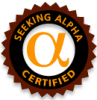 SEEKING ALPHA
α
CERTIFIED